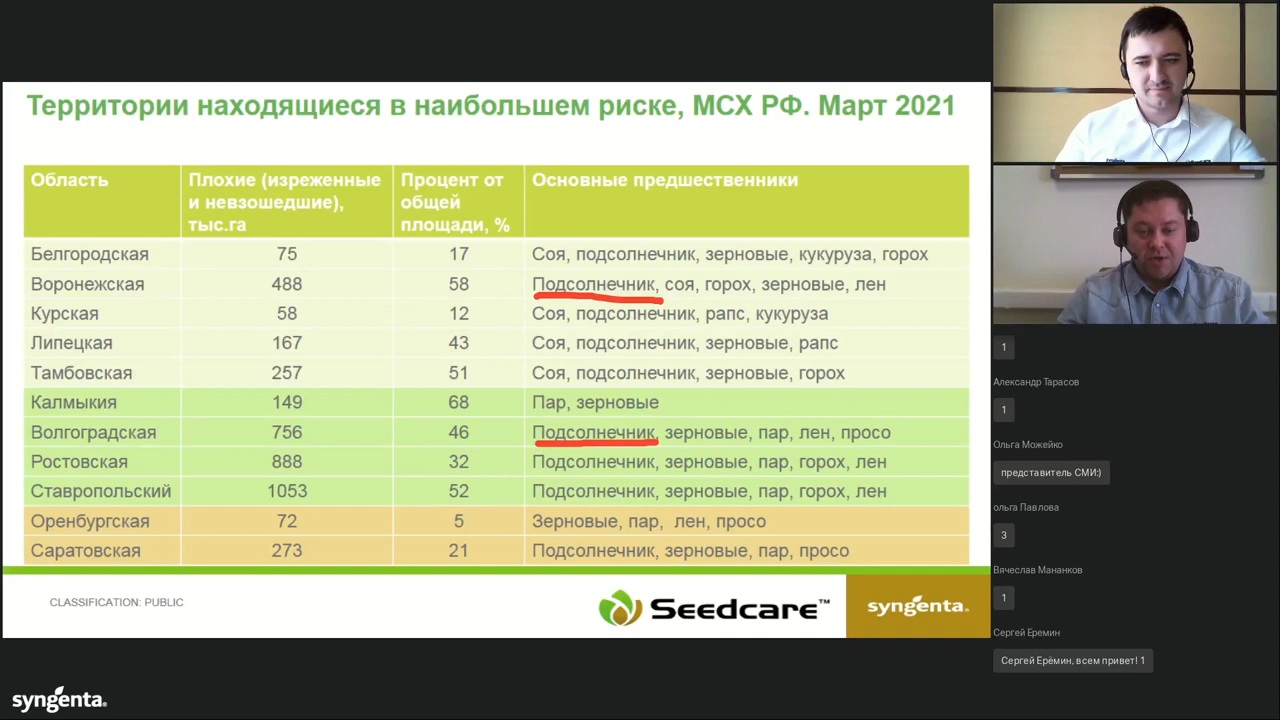 Территории находящиеся в наибольшем риске, МСХ РФ. Март 2021
Область
Плохие (изреженные и невзошедшие), тыс.га
Процент от общей площади, %
Основные предшественники
Белгородская 75 17 Соя, подсолнечник, зерновые, кукуруза, горох
Воронежская 488 58 Подсолнечник, соя, горох, зерновые, лен
Курская 58 12 Соя, подсолнечник, рапс, кукуруза
Липецкая 167 43 Соя, подсолнечник, зерновые, рапс
Тамбовская 257 51 Соя, подсолнечник, зерновые, горох
Калмыкия 149 68 Пар, зерновые
Волгоградская 756 46 Подсолнечник, зерновые, пар, лен, просо
Ростовская 888 32 Подсолнечник, зерновые, пар, горох, лен
Ставропольский 1053 52 Подсолнечник, зерновые, пар, горох, лен
Оренбургская 72 5 Зерновые, пар, лен, просо
Саратовская 273 21 Подсолнечник, зерновые, пар, просо
CLASSIFICATION: PUBLIC
Seedcare™
syngenta.
syngenta.
1
Александр Тарасов
1
Ольга Можейко
представитель СМИ:)
ольга Павлова
3
Вячеслав Мананков
1
Сергей Еремин
Сергей Ерёмин, всем привет! 1